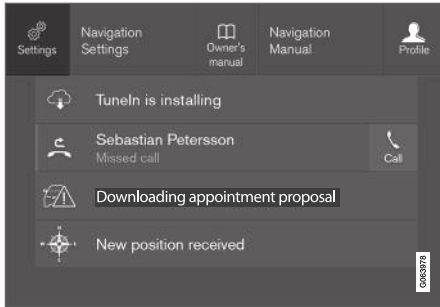 Settings
Navigation
Settings
Owner's
manual
Navigation
Manual
Profile
TuneIn is installing
Sebastian Petersson
Missed call
Call
Downloading appointment proposal
New position received
G063978